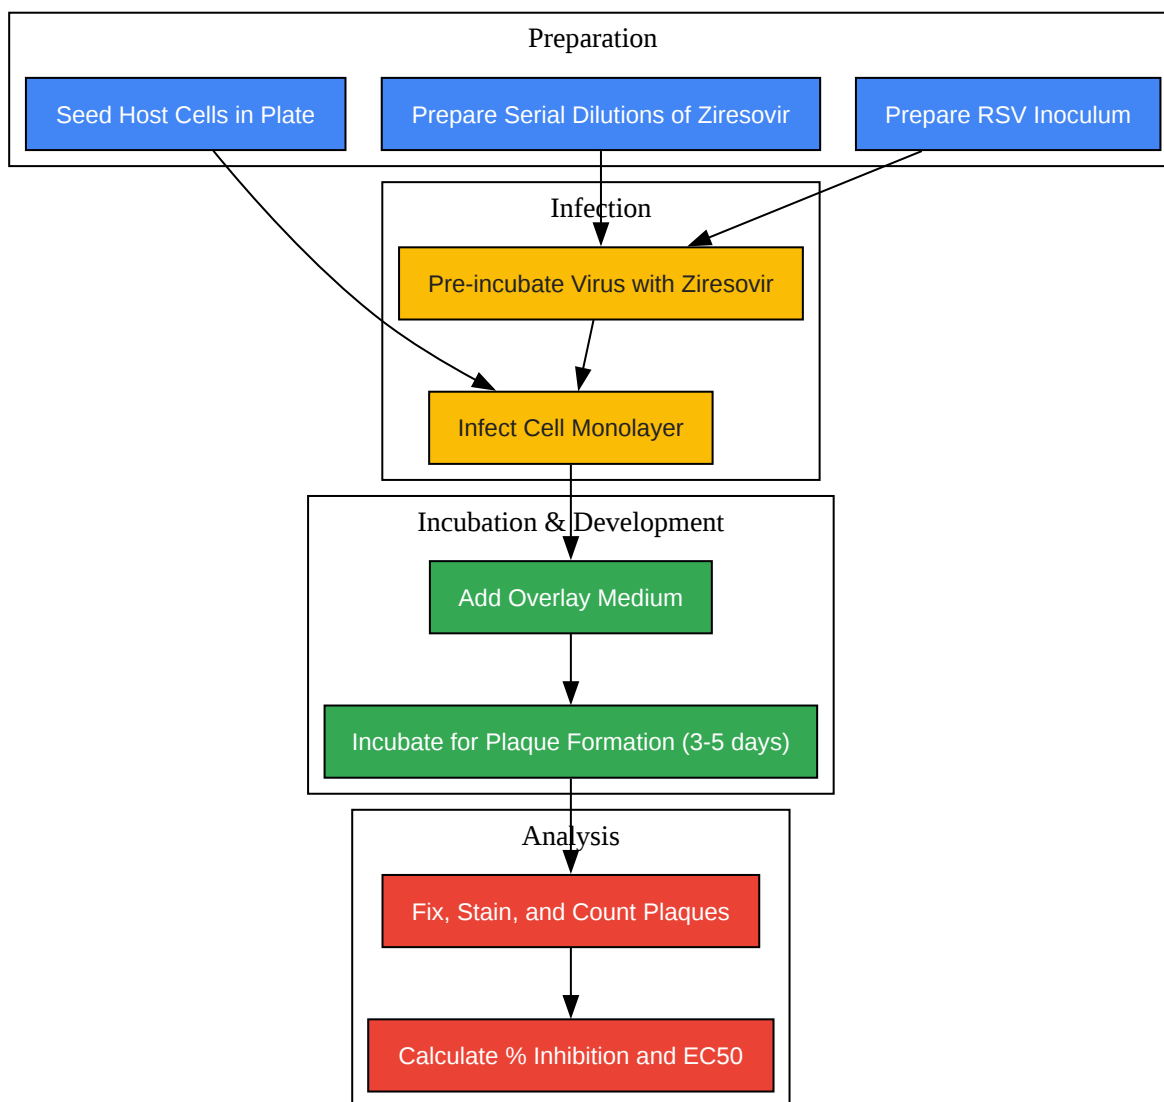 Preparation
Seed Host Cells in Plate
Prepare Serial Dilutions of Ziresovir
Prepare RSV Inoculum
Infection
Pre-incubate Virus with Ziresovir
Infect Cell Monolayer
Incubation & Development
Add Overlay Medium
Incubate for Plaque Formation (3-5 days)
Analysis
Fix, Stain, and Count Plaques
Calculate % Inhibition and EC50